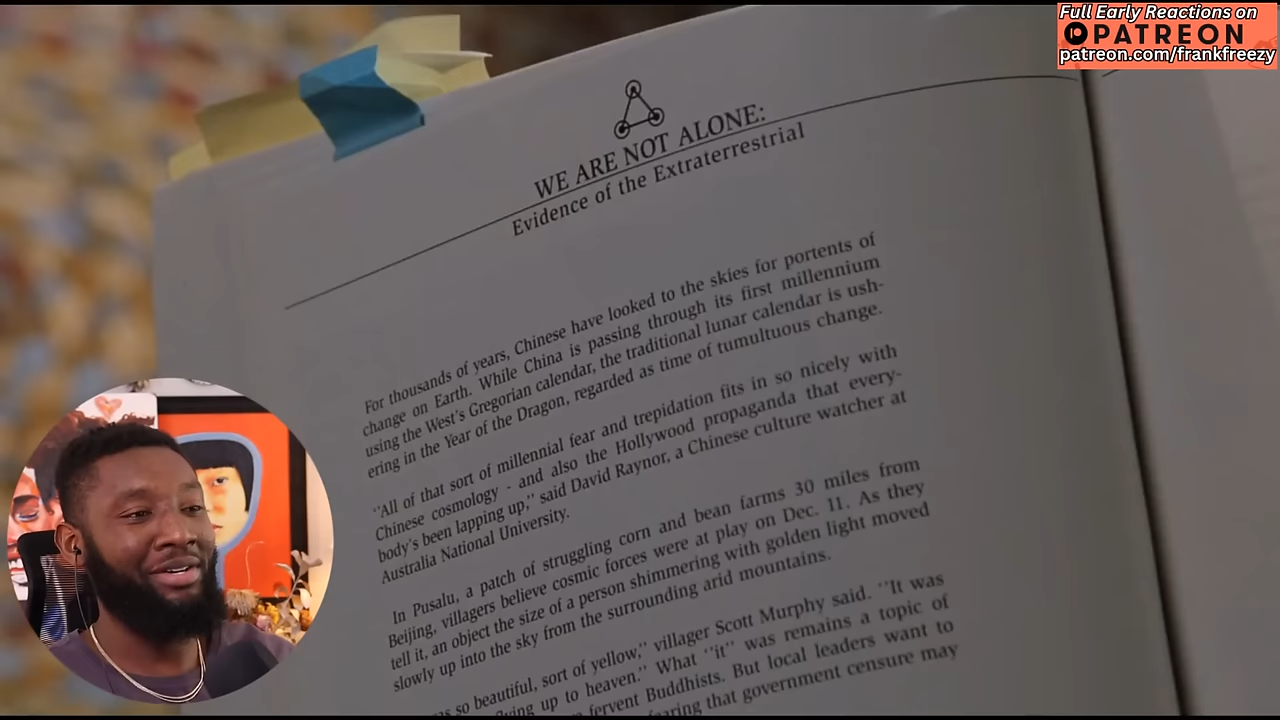 Full Early Reactions on
PATREON
patreon.com/frankfreezy
WE ARE NOT ALONE:
Evidence of the Extraterrestrial
For thousands of years, Chinese have looked to the skies for portents of
change on Earth. While China is passing through its first millennium
using the West's Gregorian calendar, the traditional lunar calendar is ush-
ering in the Year of the Dragon, regarded as time of tumultuous change.
"All of that sort of millennial fear and trepidation fits in so nicely with
Chinese cosmology - and also the Hollywood propaganda that every-
body's been lapping up," said David Raynor, a Chinese culture watcher at
Australia National University.
In Pusalu, a patch of struggling corn and bean farms 30 miles from
Beijing, villagers believe cosmic forces were at play on Dec. 11. As they
tell it, an object the size of a person shimmering with golden light moved
slowly up into the sky from the surrounding arid mountains.
so beautiful, sort of yellow," villager Scott Murphy said. "It was
up to heaven." What "it" was remains a topic of
fervent Buddhists. But local leaders want to
that government censure may